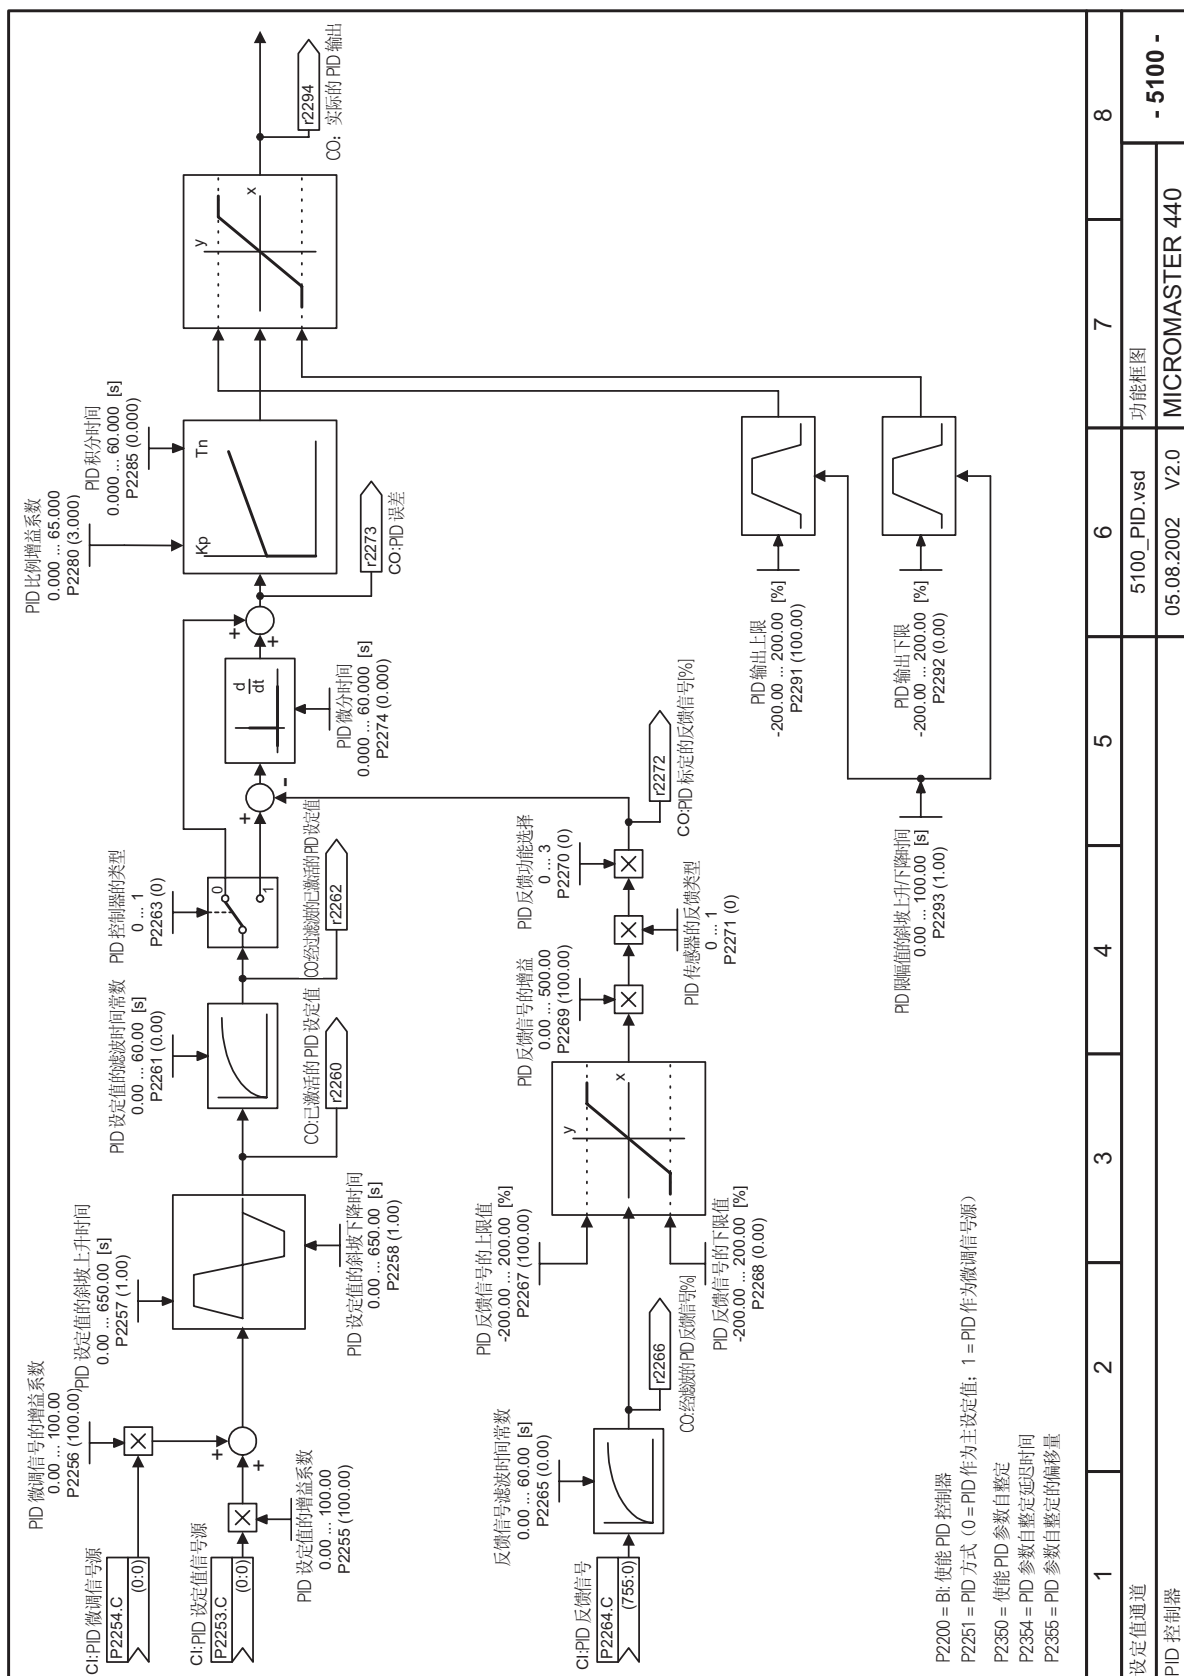 CI:PID 微调信号源
P2254.C
(0:0)
PID 微调信号的增益系数
0.00 ... 100.00
P2256 (100.00)
CI:PID 设定值信号源
P2253.C
(0:0)
PID 设定值的增益系数
0.00 ... 100.00
P2255 (100.00)
+
+
PID 设定值的斜坡上升时间
0.00 ... 650.00 [s]
P2257 (1.00)
PID 设定值的斜坡下降时间
0.00 ... 650.00 [s]
P2258 (1.00)
CO:已激活的 PID 设定值
r2260
PID 设定值的滤波时间常数
0.00 ... 60.00 [s]
P2261 (0.00)
CO:经过滤波的已激活的PID 设定值
r2262
PID 控制器的类型
0 ... 1
P2263 (0)
0
1
+
-
d
dt
PID 微分时间
0.000 ... 60.000 [s]
P2274 (0.000)
+
+
r2273
CO:PID 误差
PID 比例增益系数
0.000 ... 65.000
P2280 (3.000)
PID 积分时间
0.000 ... 60.000 [s]
P2285 (0.000)
Kp
Tn
y
x
r2294
CO: 实际的 PID 输出
CI:PID 反馈信号
P2264.C
(755:0)
反馈信号滤波时间常数
0.00 ... 60.00 [s]
P2265 (0.00)
r2266
CO:经滤波的PID 反馈信号[%]
PID 反馈信号的上限值
-200.00 ... 200.00 [%]
P2267 (100.00)
PID 反馈信号的下限值
-200.00 ... 200.00 [%]
P2268 (0.00)
y
x
PID 反馈信号的增益
0.00 ... 500.00
P2269 (100.00)
PID 传感器的反馈类型
0 ... 1
P2271 (0)
PID 反馈功能选择
0 ... 3
P2270 (0)
r2272
CO:PID 标定的反馈信号[%]
PID 输出上限
-200.00 ... 200.00 [%]
P2291 (100.00)
PID 输出下限
-200.00 ... 200.00 [%]
P2292 (0.00)
PID 限幅值的斜坡上升/下降时间
0.00 ... 100.00 [s]
P2293 (1.00)
P2200 = BI: 使能 PID 控制器
P2251 = PID 方式（0 = PID 作为主设定值；1 = PID 作为微调信号源）
P2350 = 使能 PID 参数自整定
P2354 = PID 参数自整定延迟时间
P2355 = PID 参数自整定的偏移量
1 2 3 4 5 6 7 8
设定值通道
5100_PID.vsd
功能框图
- 5100 -
PID 控制器
05.08.2002 V2.0
MICROMASTER 440